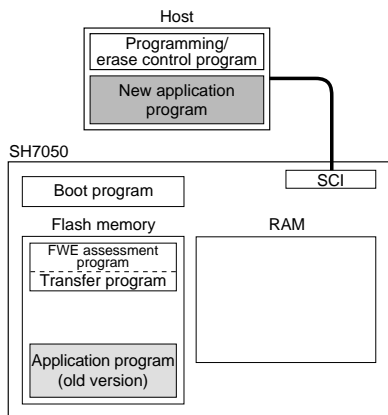 Host
Programming/
erase control program
New application
program
SH7050
SCI
Boot program
Flash memory
RAM
FWE assessment
program
Transfer program
Application program
(old version)